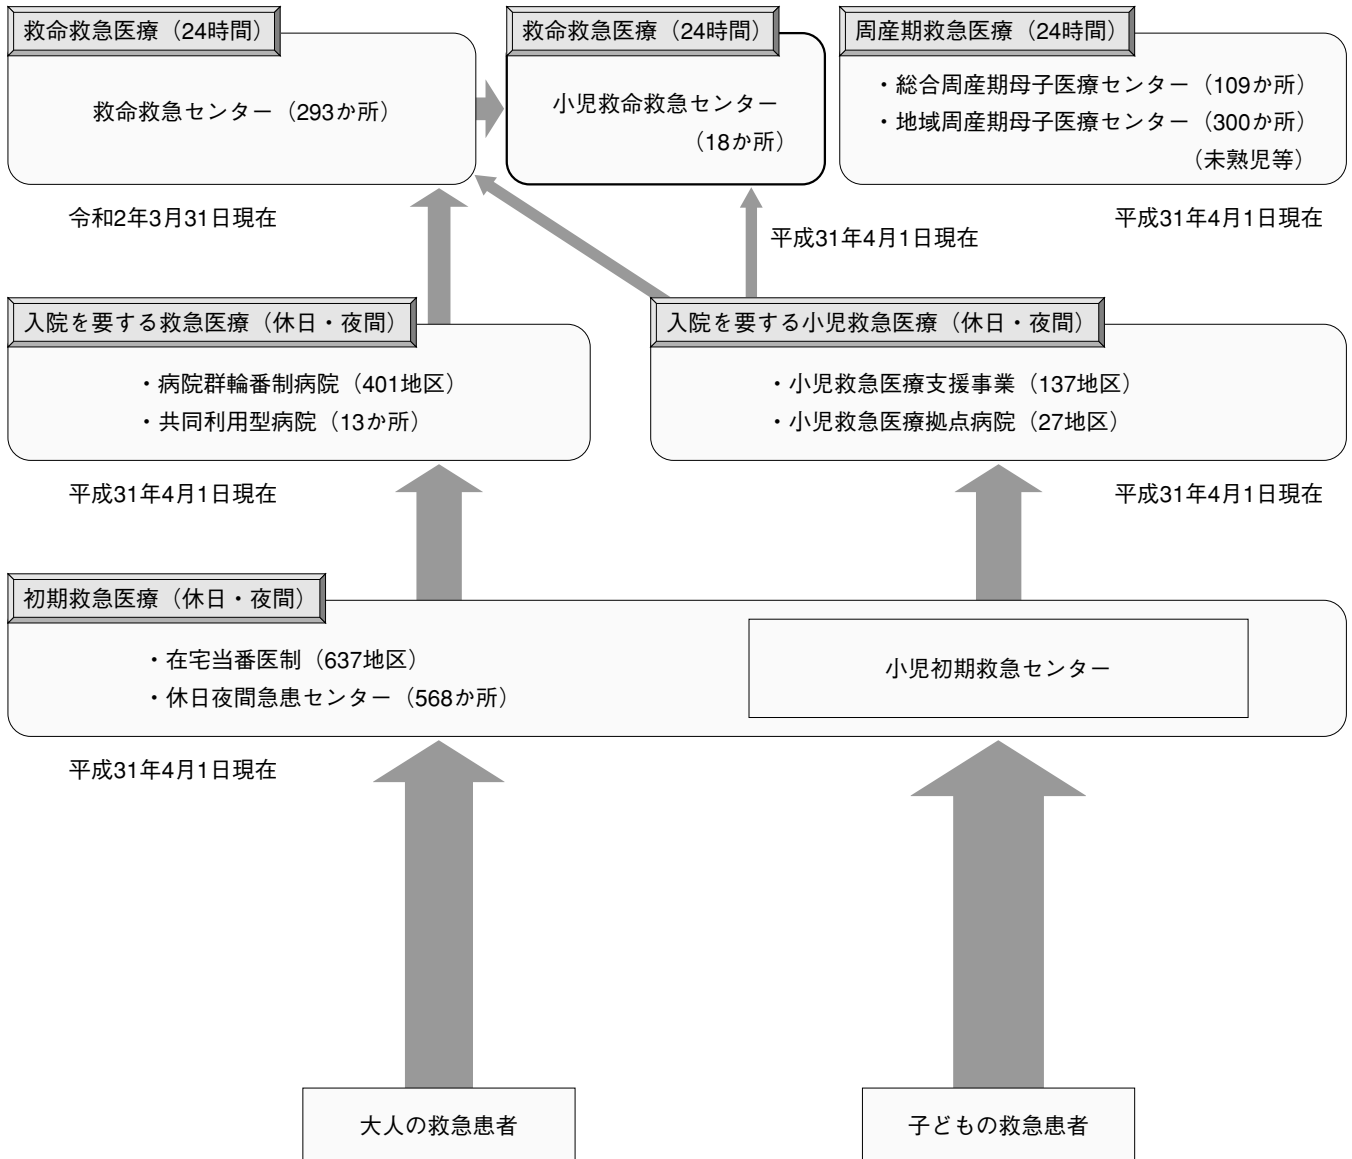 救命救急医療（24時間）
救命救急センター（293か所）
令和2年3月31日現在
救命救急医療（24時間）
小児救命救急センター
（18か所）
平成31年4月1日現在
周産期救急医療（24時間）
・総合周産期母子医療センター（109か所）
・地域周産期母子医療センター（300か所）
（未熟児等）
平成31年4月1日現在
入院を要する救急医療（休日・夜間）
・病院群輪番制病院（401地区）
・共同利用型病院（13か所）
平成31年4月1日現在
入院を要する小児救急医療（休日・夜間）
・小児救急医療支援事業（137地区）
・小児救急医療拠点病院（27地区）
平成31年4月1日現在
初期救急医療（休日・夜間）
・在宅当番医制（637地区）
・休日夜間急患センター（568か所）
小児初期救急センター
平成31年4月1日現在
大人の救急患者
子どもの救急患者